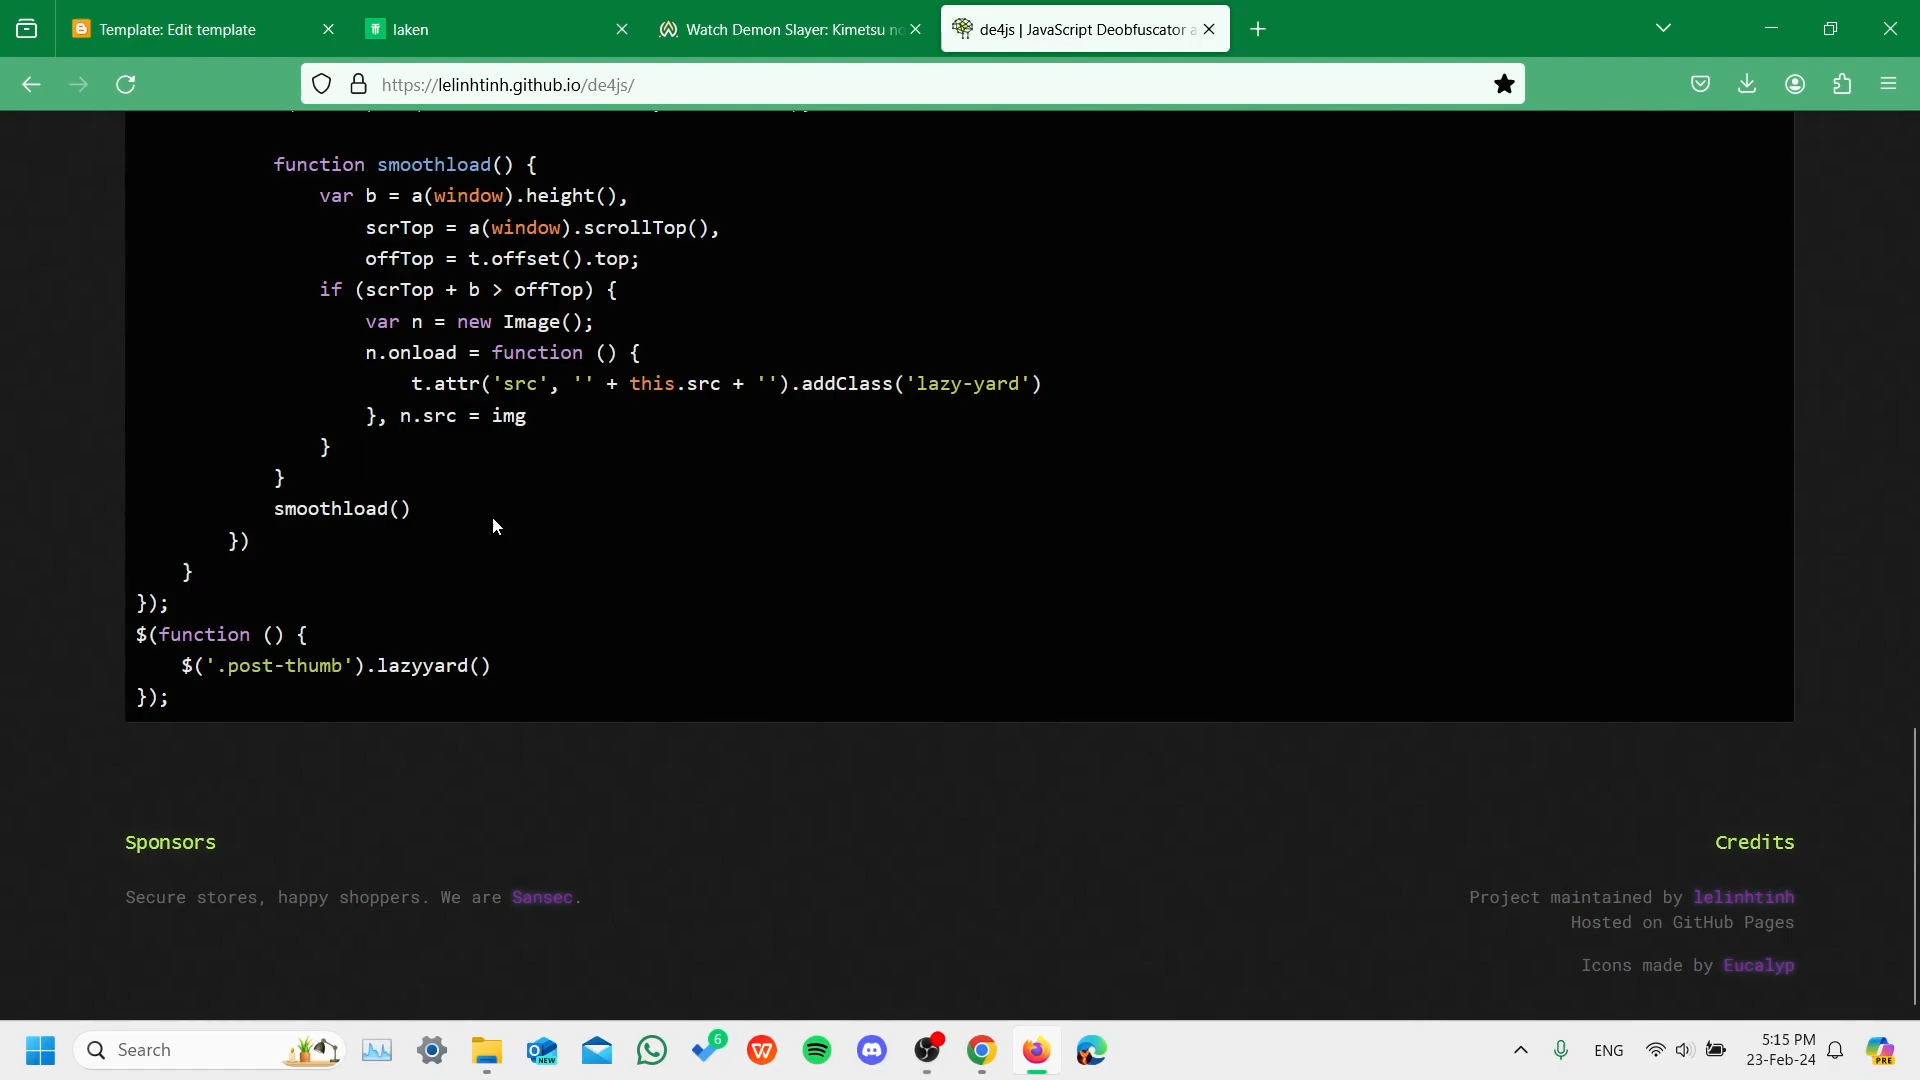 Template: Edit template
laken
Watch Demon Slayer: Kimetsu no
de4js | JavaScript Deobfuscator a
https://lelinhtinh.github.io/de4js/
function smoothload() {
var b = a(window).height(),
scrTop = a(window).scrollTop(),
offTop = t.offset().top;
if (scrTop + b > offTop) {
var n = new Image();
n.onload = function () {
t.attr('src', '' + this.src + '').addClass('lazy-yard')
}, n.src = img
}
}
smoothload()
})
}
});
$(function () {
$('.post-thumb').lazyyard()
});
Sponsors
Credits
Secure stores, happy shoppers. We are Sansec.
Project maintained by lelinhtinh
Hosted on GitHub Pages
Icons made by Eucalyp
Search
NEW
6
ENG
5:15 PM
23-Feb-24
PRE